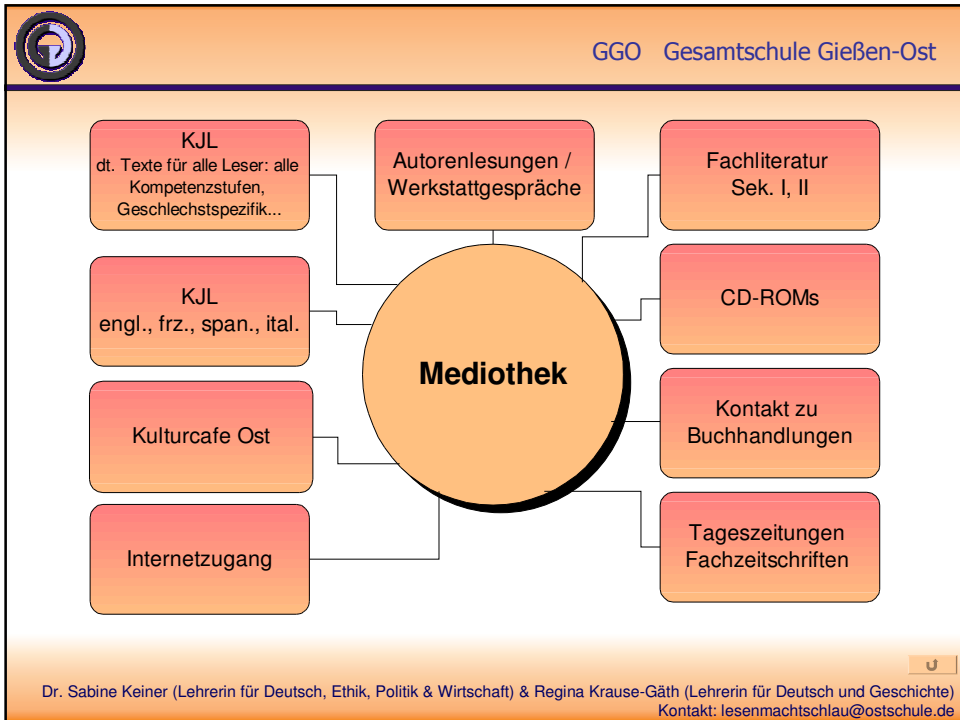 GGO Gesamtschule Gießen-Ost
KJL
dt. Texte für alle Leser: alle
Kompetenzstufen,
Geschlechstspezifik...
Autorenlesungen /
Werkstattgespräche
Fachliteratur
Sek. I, II
KJL
engl., frz., span., ital.
CD-ROMs
Mediothek
Kulturcafe Ost
Kontakt zu
Buchhandlungen
Internetzugang
Tageszeitungen
Fachzeitschriften
Dr. Sabine Keiner (Lehrerin für Deutsch, Ethik, Politik & Wirtschaft) & Regina Krause-Gäth (Lehrerin für Deutsch und Geschichte)
Kontakt: lesenmachtschlau@ostschule.de